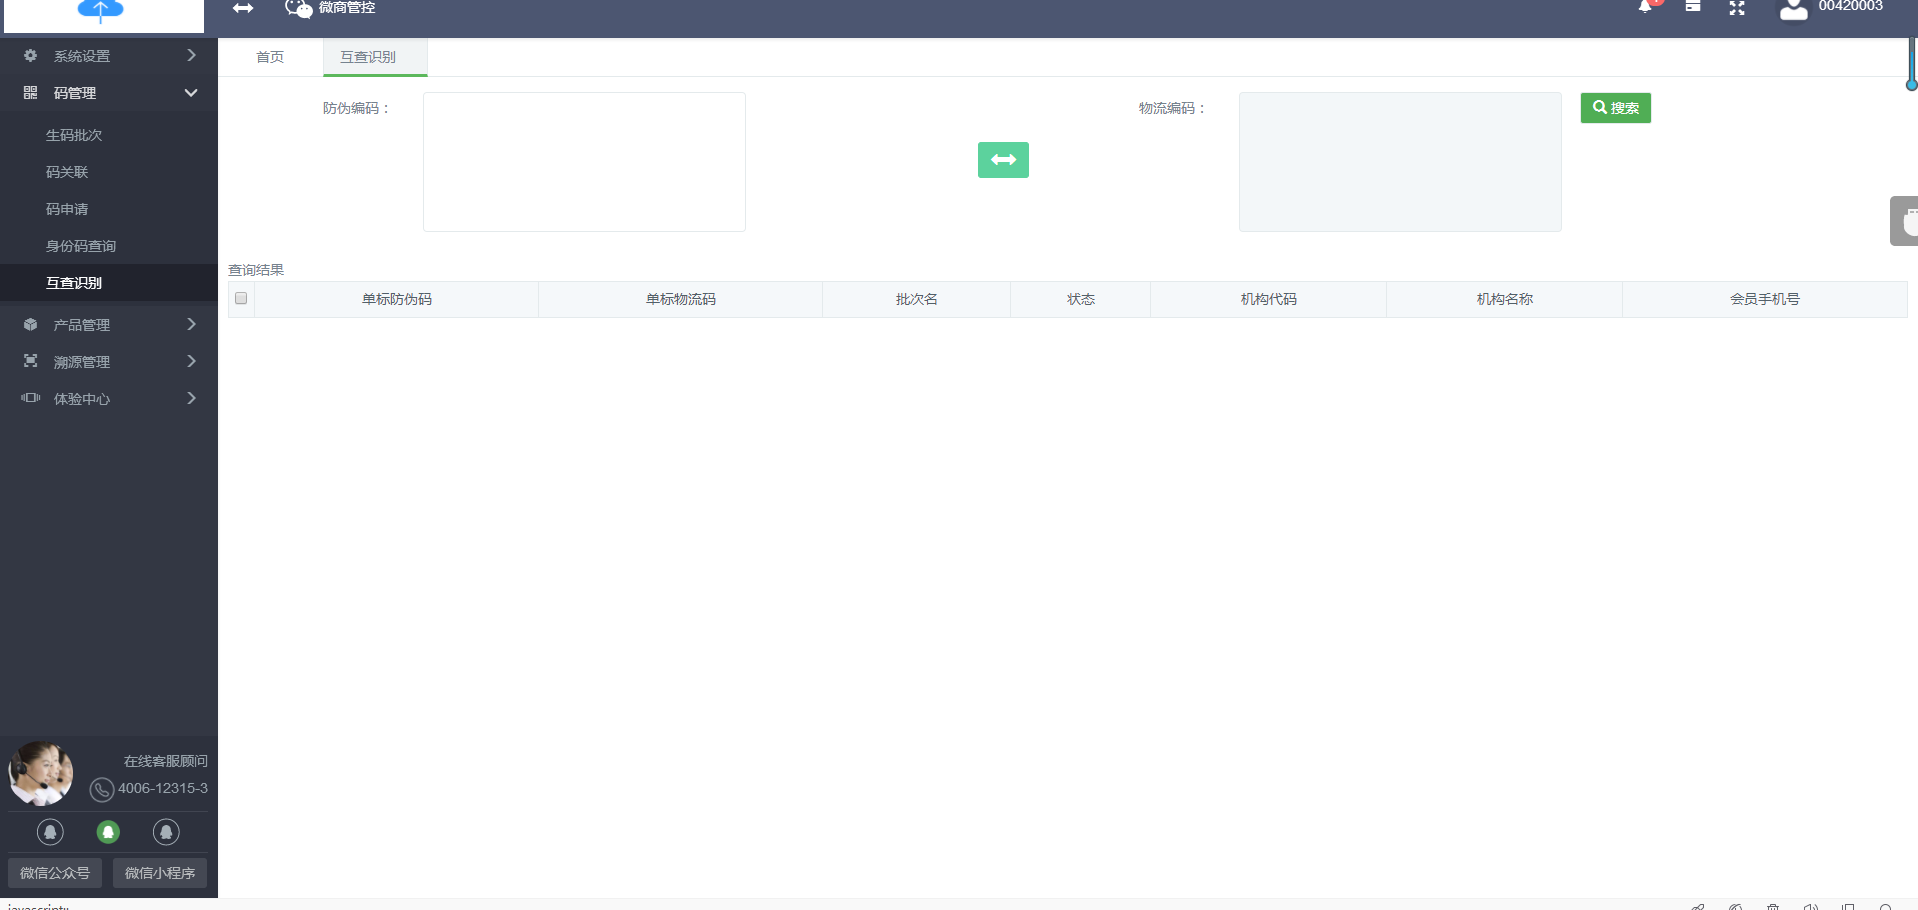 微商管控
00420003
系统设置
码管理
生码批次
码关联
码申请
身份码查询
互查识别
产品管理
溯源管理
体验中心
在线客服顾问
4006-12315-3
微信公众号
微信小程序
首页
互查识别
防伪编码：
物流编码：
搜索
查询结果
单标防伪码
单标物流码
批次名
状态
机构代码
机构名称
会员手机号